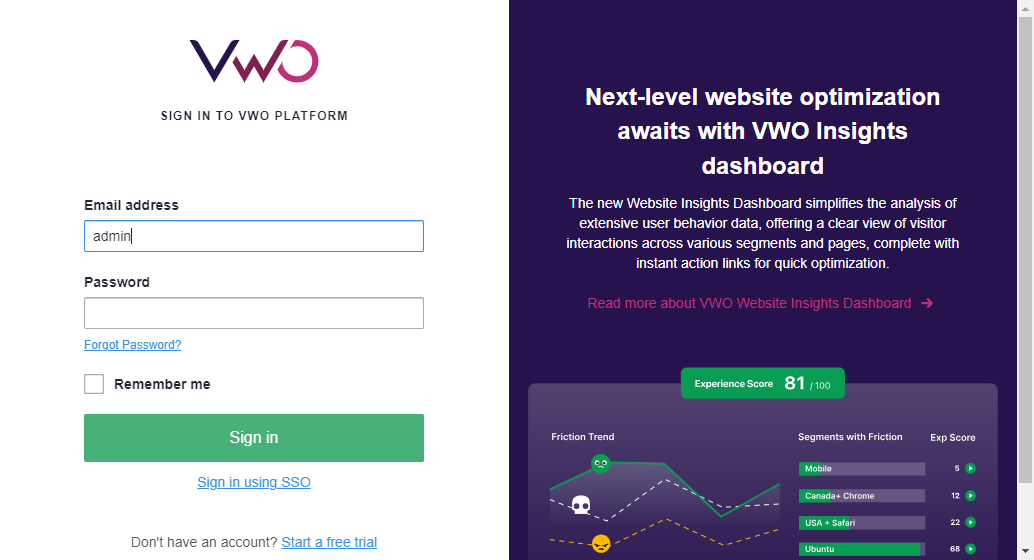 VWO
SIGN IN TO VWO PLATFORM
Email address
admin
Password
Forgot Password?
Remember me
Sign in
Sign in using SSO
Don't have an account? Start a free trial
Next-level website optimization
awaits with VWO Insights
dashboard
The new Website Insights Dashboard simplifies the analysis of
extensive user behavior data, offering a clear view of visitor
interactions across various segments and pages, complete with
instant action links for quick optimization.
Read more about VWO Website Insights Dashboard
Experience Score 81 / 100
Friction Trend
Segments with Friction Exp Score
Mobile 5
Canada+ Chrome 12
USA + Safari 22
Ubuntu 68